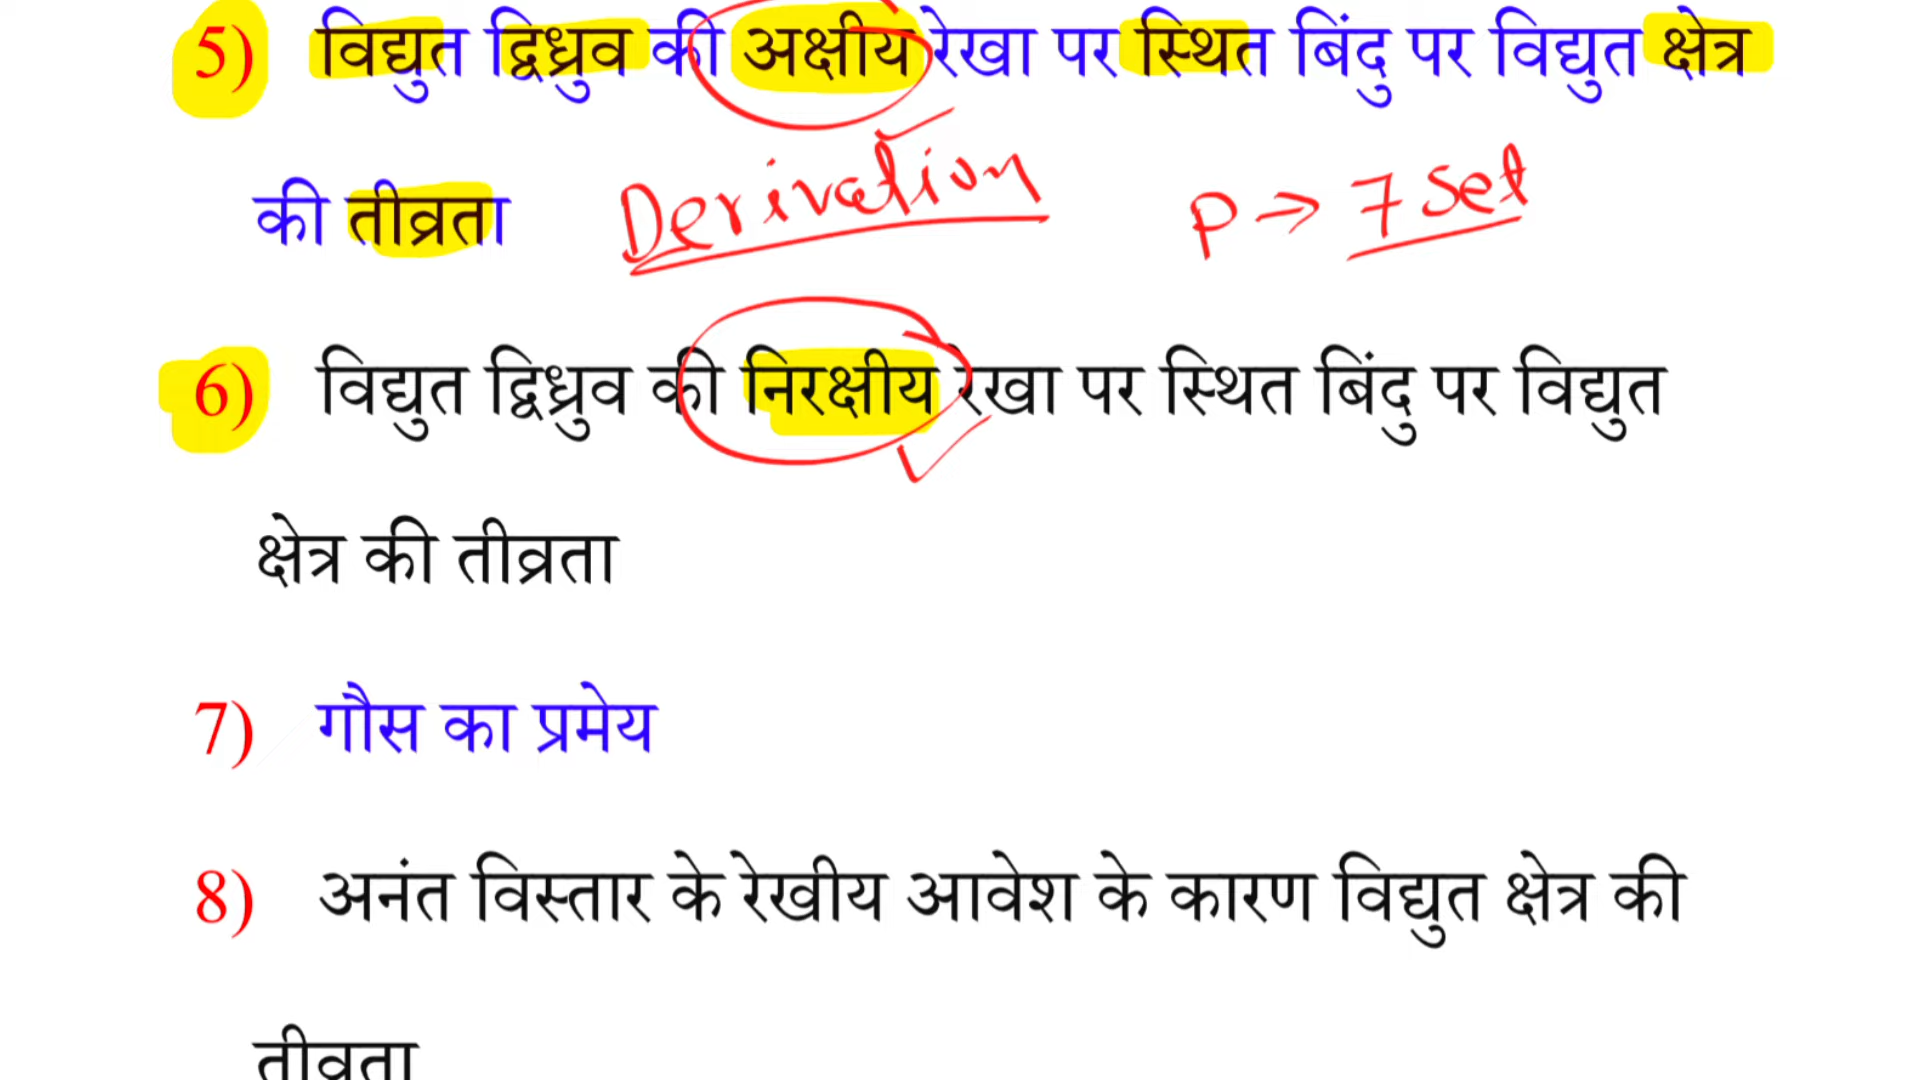 5) विद्युत द्विध्रुव की अक्षीय रेखा पर स्थित बिंदु पर विद्युत क्षेत्र
की तीव्रता Derivation P → 7 Set
6) विद्युत द्विध्रुव की निरक्षीय रेखा पर स्थित बिंदु पर विद्युत
क्षेत्र की तीव्रता
7) गौस का प्रमेय
8) अनंत विस्तार के रेखीय आवेश के कारण विद्युत क्षेत्र की
तीव्रता